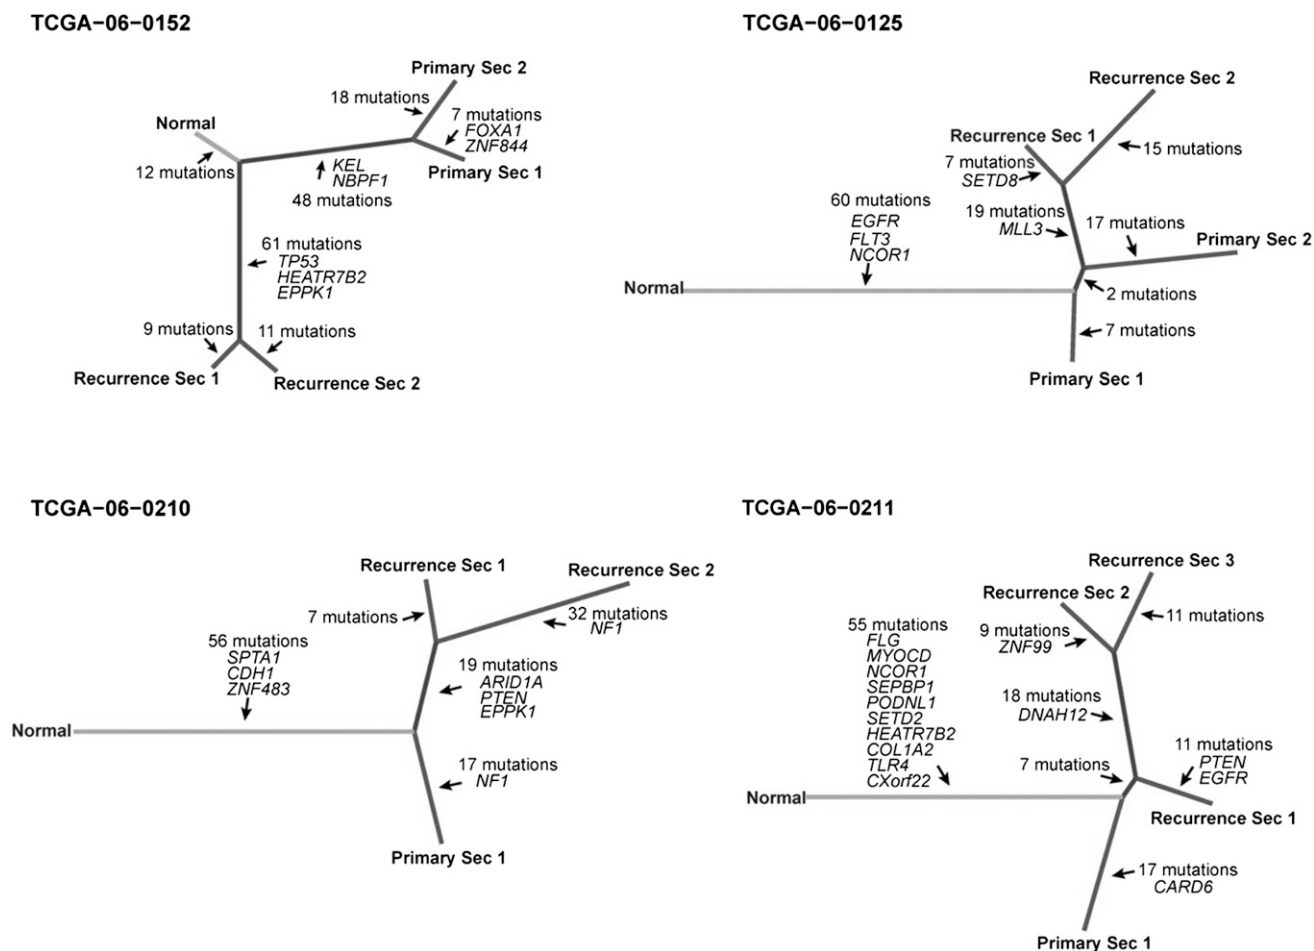 TCGA−06−0152
Primary Sec 2
18 mutations
7 mutations
FOXA1
ZNF844
Normal
Primary Sec 1
12 mutations
KEL
NBPF1
48 mutations
61 mutations
TP53
HEATR7B2
EPPK1
9 mutations
11 mutations
Recurrence Sec 1
Recurrence Sec 2
TCGA−06−0125
Recurrence Sec 2
Recurrence Sec 1
15 mutations
7 mutations
SETD8
60 mutations
EGFR
FLT3
NCOR1
19 mutations
MLL3
17 mutations
Primary Sec 2
Normal
2 mutations
7 mutations
Primary Sec 1
TCGA−06−0210
Recurrence Sec 1
Recurrence Sec 2
7 mutations
32 mutations
NF1
56 mutations
SPTA1
CDH1
ZNF483
19 mutations
ARID1A
PTEN
EPPK1
Normal
17 mutations
NF1
Primary Sec 1
TCGA−06−0211
Recurrence Sec 3
Recurrence Sec 2
11 mutations
9 mutations
ZNF99
55 mutations
FLG
MYOCD
NCOR1
SEPBP1
PODNL1
SETD2
HEATR7B2
COL1A2
TLR4
CXorf22
18 mutations
DNAH12
7 mutations
11 mutations
PTEN
EGFR
Normal
Recurrence Sec 1
17 mutations
CARD6
Primary Sec 1